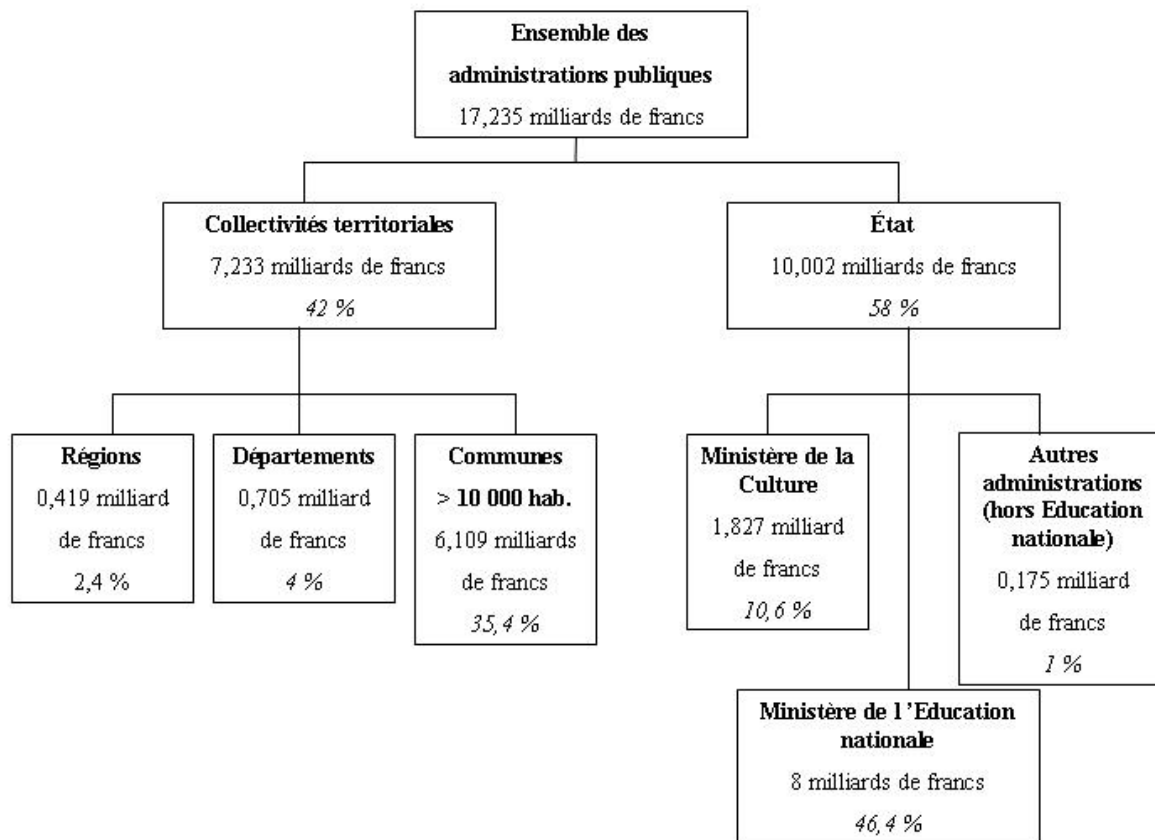 Ensemble des
administrations publiques
17,235 milliards de francs
Collectivités territoriales
7,233 milliards de francs
42 %
État
10,002 milliards de francs
58 %
Régions
0,419 milliard
de francs
2,4 %
Départements
0,705 milliard
de francs
4 %
Communes
> 10 000 hab.
6,109 milliards
de francs
35,4 %
Ministère de la
Culture
1,827 milliard
de francs
10,6 %
Autres
administrations
(hors Education
nationale)
0,175 milliard
de francs
1 %
Ministère de l ’Education
nationale
8 milliards de francs
46,4 %